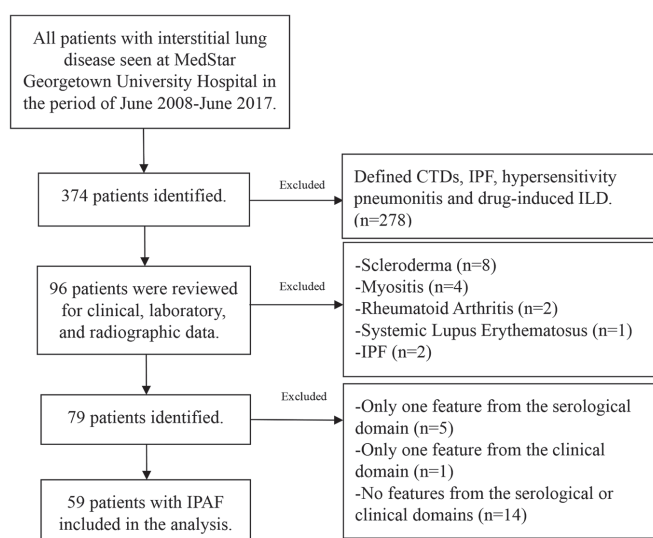 All patients with interstitial lung
disease seen at MedStar
Georgetown University Hospital in
the period of June 2008-June 2017.
374 patients identified.
Excluded
Defined CTDs, IPF, hypersensitivity
pneumonitis and drug-induced ILD.
(n=278)
96 patients were reviewed
for clinical, laboratory,
and radiographic data.
Excluded
-Scleroderma (n=8)
-Myositis (n=4)
-Rheumatoid Arthritis (n=2)
-Systemic Lupus Erythematosus (n=1)
-IPF (n=2)
79 patients identified.
Excluded
-Only one feature from the serological
domain (n=5)
-Only one feature from the clinical
domain (n=1)
-No features from the serological or
clinical domains (n=14)
59 patients with IPAF
included in the analysis.